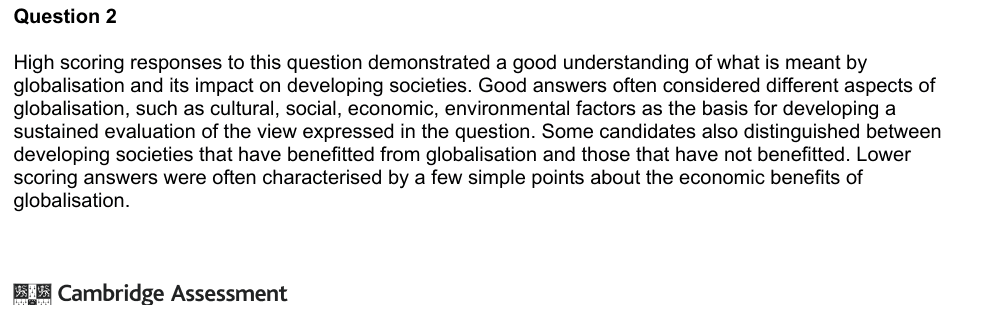 Question 2
High scoring responses to this question demonstrated a good understanding of what is meant by
globalisation and its impact on developing societies. Good answers often considered different aspects of
globalisation, such as cultural, social, economic, environmental factors as the basis for developing a
sustained evaluation of the view expressed in the question. Some candidates also distinguished between
developing societies that have benefitted from globalisation and those that have not benefitted. Lower
scoring answers were often characterised by a few simple points about the economic benefits of
globalisation.
Cambridge Assessment